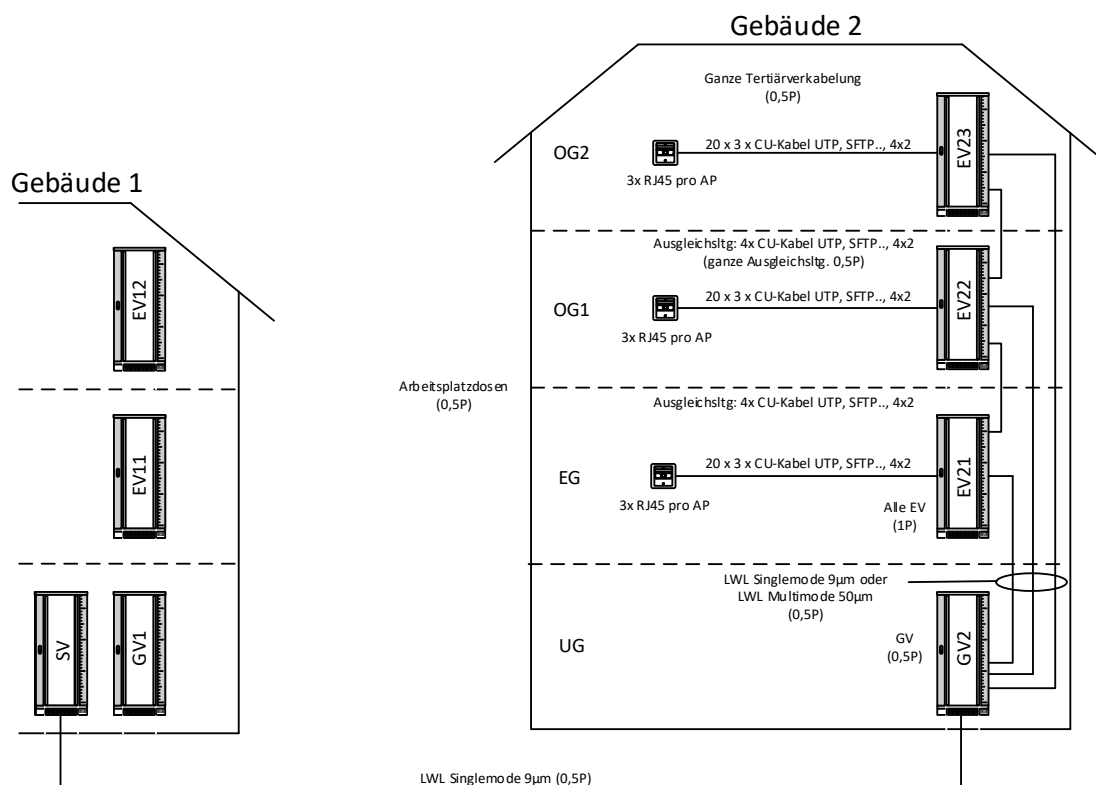 Gebäude 2
Ganze Tertiärverkabelung
(0,5P)
OG2
20 x 3 x CU-Kabel UTP, SFTP.., 4x2
EV23
3x RJ45 pro AP
Gebäude 1
Ausgleichsltg: 4x CU-Kabel UTP, SFTP.., 4x2
(ganze Ausgleichsltg. 0,5P)
EV12
OG1
20 x 3 x CU-Kabel UTP, SFTP.., 4x2
EV22
3x RJ45 pro AP
Arbeitsplatzdosen
(0,5P)
Ausgleichsltg: 4x CU-Kabel UTP, SFTP.., 4x2
EV11
EG
20 x 3 x CU-Kabel UTP, SFTP.., 4x2
EV21
3x RJ45 pro AP
Alle EV
(1P)
LWL Singlemode 9µm oder
LWL Multimode 50µm
(0,5P)
SV
GV1
UG
GV
(0,5P)
GV2
LWL Singlemode 9µm (0,5P)